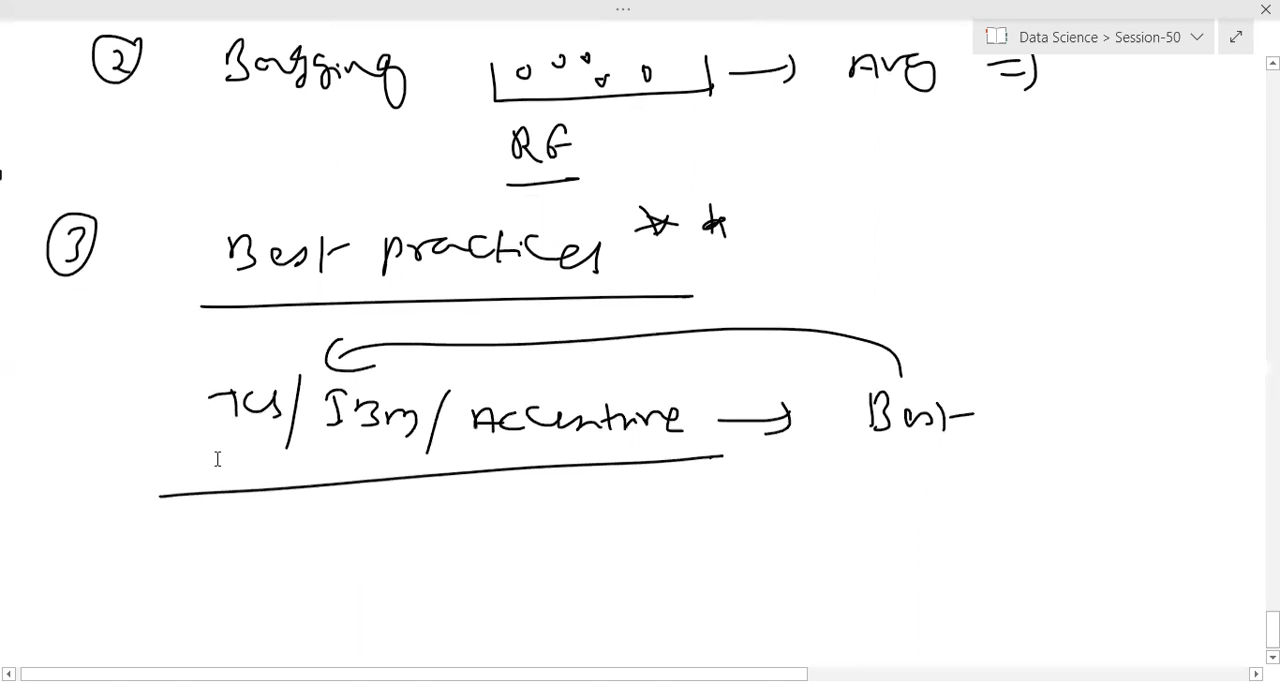 Data Science > Session-50
② Bagging → AVG ⇒
RF
③ Best practices * *
TCS/IBM/Accenture → Best